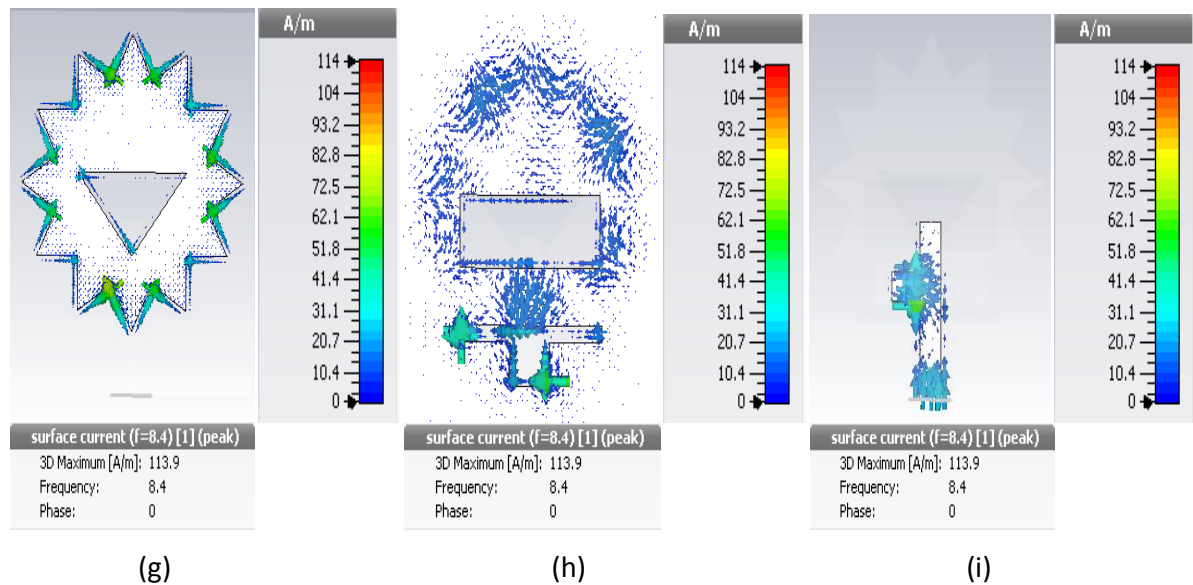 A/m
114
104
93.2
82.8
72.5
62.1
51.8
41.4
31.1
20.7
10.4
0
surface current (f=8.4) [1] (peak)
3D Maximum [A/m]: 113.9
Frequency: 8.4
Phase: 0
(g)
A/m
114
104
93.2
82.8
72.5
62.1
51.8
41.4
31.1
20.7
10.4
0
surface current (f=8.4) [1] (peak)
3D Maximum [A/m]: 113.9
Frequency: 8.4
Phase: 0
(h)
A/m
114
104
93.2
82.8
72.5
62.1
51.8
41.4
31.1
20.7
10.4
0
surface current (f=8.4) [1] (peak)
3D Maximum [A/m]: 113.9
Frequency: 8.4
Phase: 0
(i)